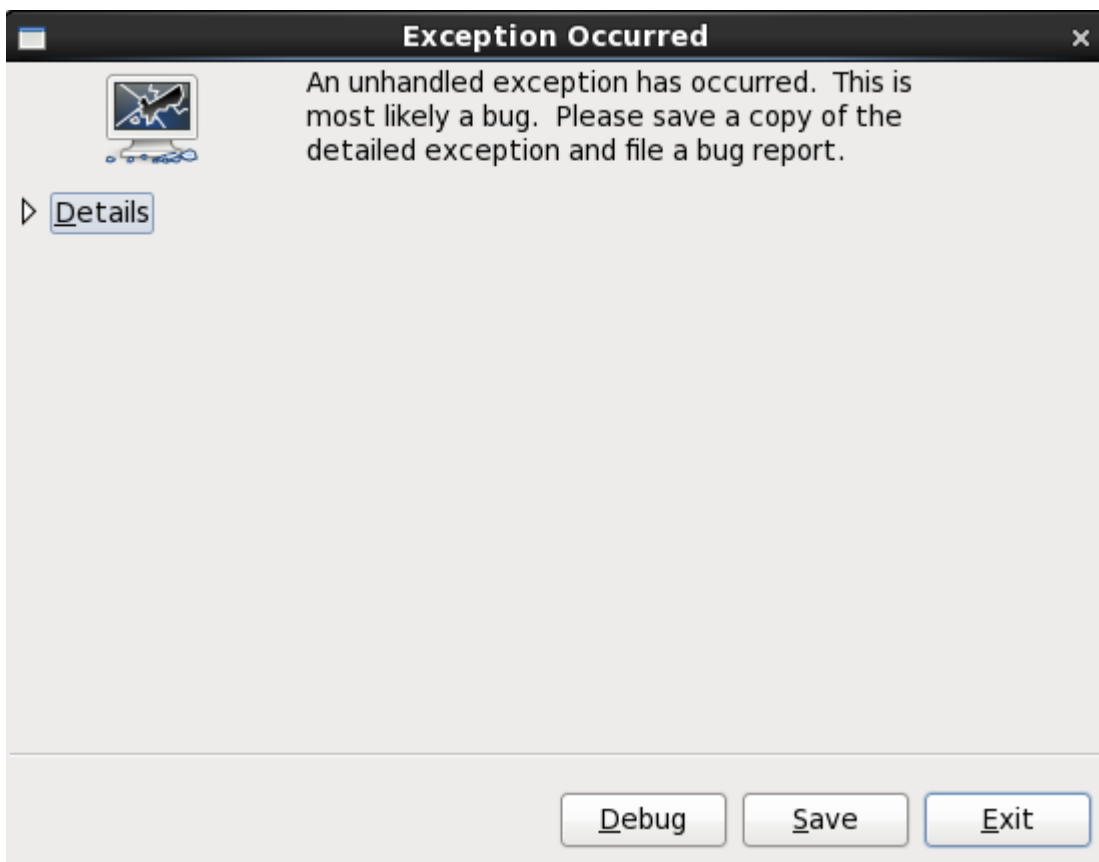 Exception Occurred
An unhandled exception has occurred.  This is
most likely a bug.  Please save a copy of the
detailed exception and file a bug report.
Details
Debug
Save
Exit